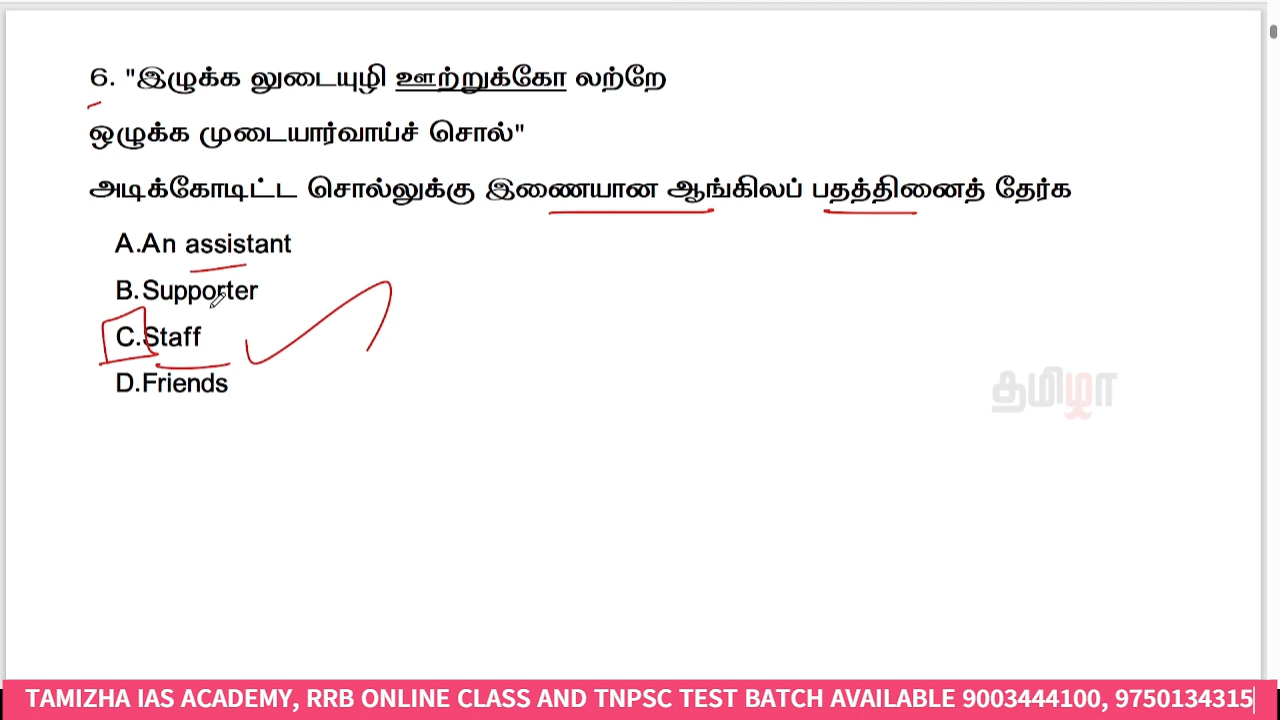 6. "இழுக்க லுடையுழி ஊற்றுக்கோ லற்றே
ஒழுக்க முடையார்வாய்ச் சொல்"
அடிக்கோடிட்ட சொல்லுக்கு இணையான ஆங்கிலப் பதத்தினைத் தேர்க
A.An assistant
B.Supporter
C.Staff
D.Friends
தமிழா
TAMIZHA IAS ACADEMY, RRB ONLINE CLASS AND TNPSC TEST BATCH AVAILABLE 9003444100, 9750134315